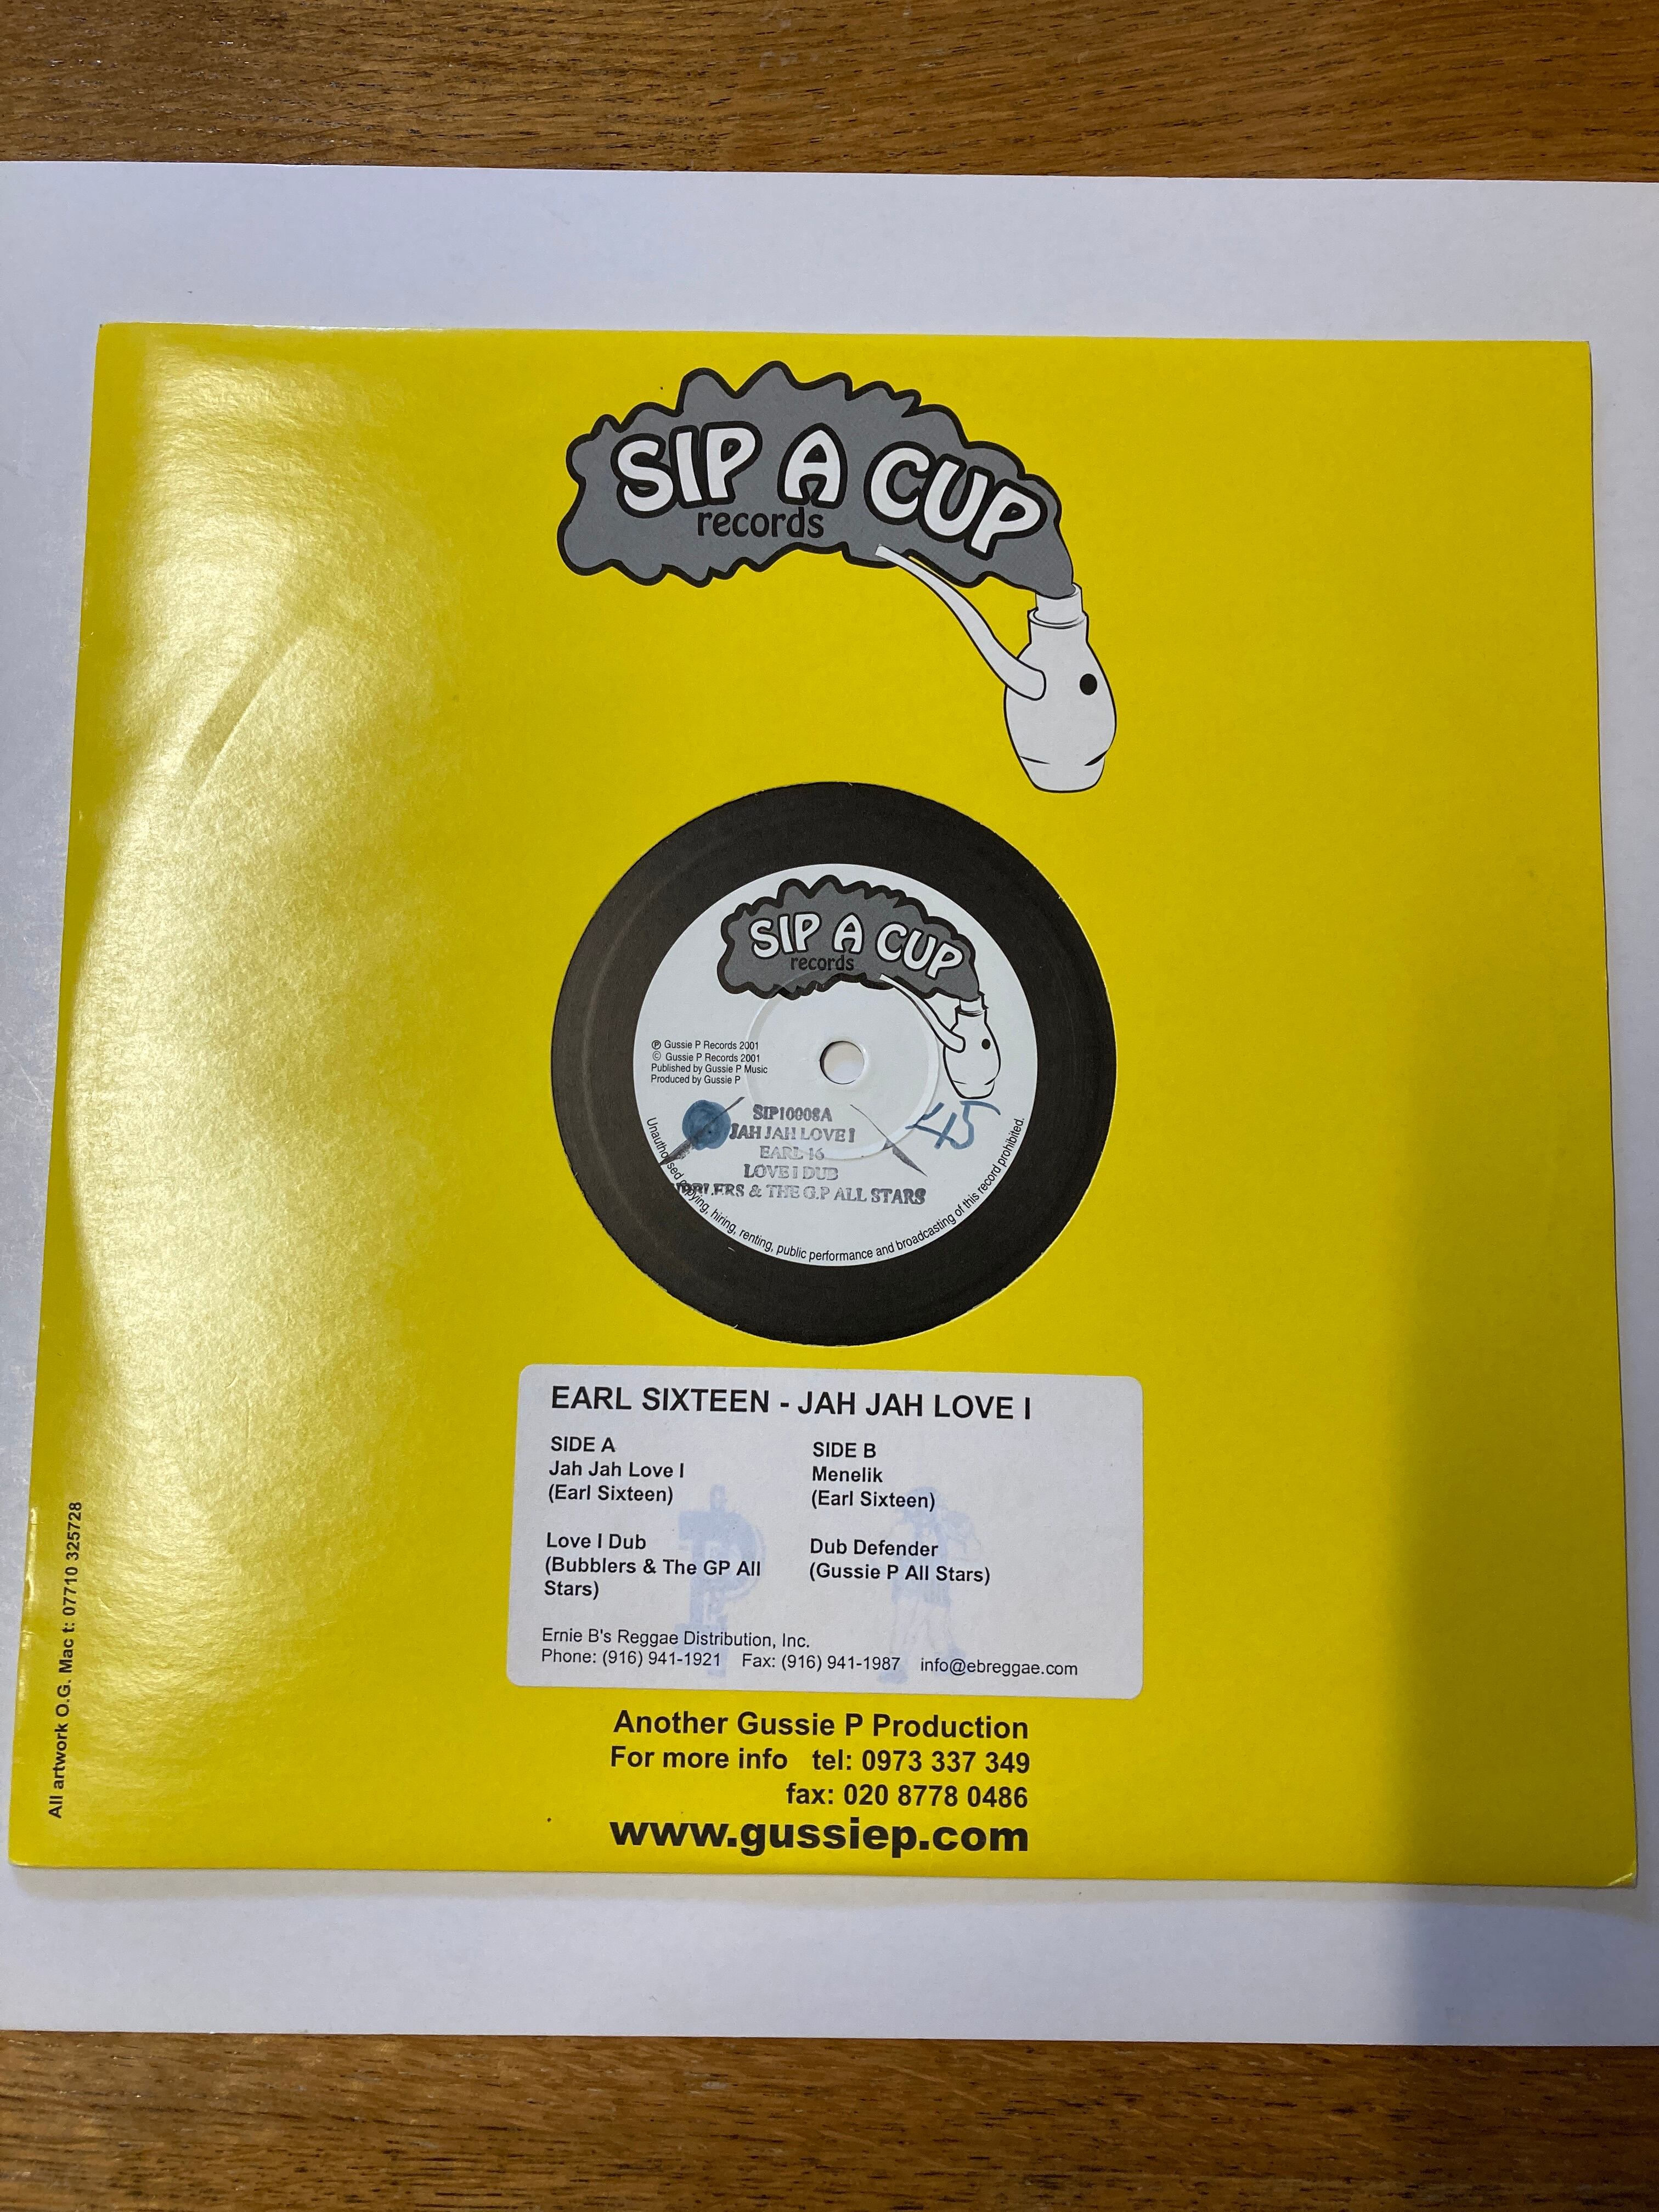 SIP A CUP
records
SIP A CUP
records
Ⓟ Gussie P Records 2001
© Gussie P Records 2001
Published by Gussie P Music
Produced by Gussie P
SIP10008A
JAH JAH LOVE I
EARL 16
LOVE I DUB
& THE G.P ALL STARS
45
Unauthorised copying, hiring, renting, public performance and broadcasting of this record prohibited.
EARL SIXTEEN - JAH JAH LOVE I
SIDE A
Jah Jah Love I
(Earl Sixteen)
Love I Dub
(Bubblers & The GP All
Stars)
SIDE B
Menelik
(Earl Sixteen)
Dub Defender
(Gussie P All Stars)
Ernie B's Reggae Distribution, Inc.
Phone: (916) 941-1921 Fax: (916) 941-1987 info@ebreggae.com
Another Gussie P Production
For more info tel: 0973 337 349
fax: 020 8778 0486
www.gussiep.com
All artwork O.G. Mac t: 07710 325728